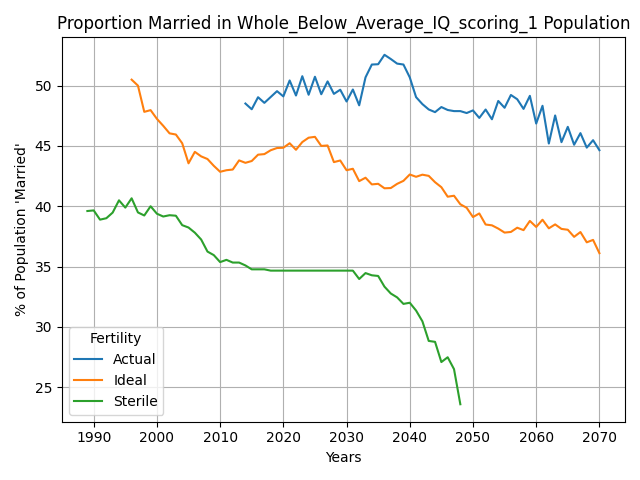 Proportion Married in Whole_Below_Average_IQ_scoring_1 Population
% of Population 'Married'
50
45
40
35
30
25
Fertility
Actual
Ideal
Sterile
1990 2000 2010 2020 2030 2040 2050 2060 2070
Years